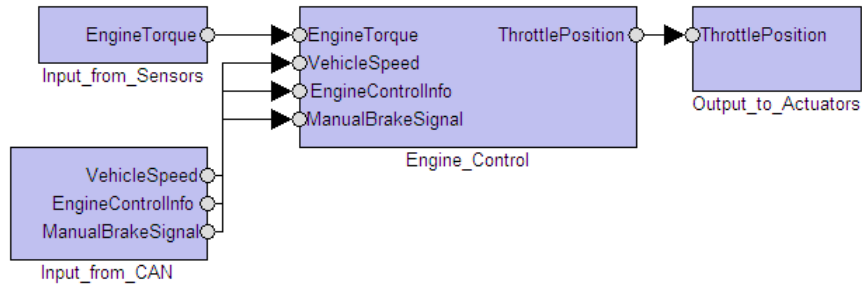 EngineTorque
Input_from_Sensors
VehicleSpeed
EngineControlInfo
ManualBrakeSignal
Input_from_CAN
EngineTorque
ThrottlePosition
VehicleSpeed
EngineControlInfo
ManualBrakeSignal
Engine_Control
ThrottlePosition
Output_to_Actuators